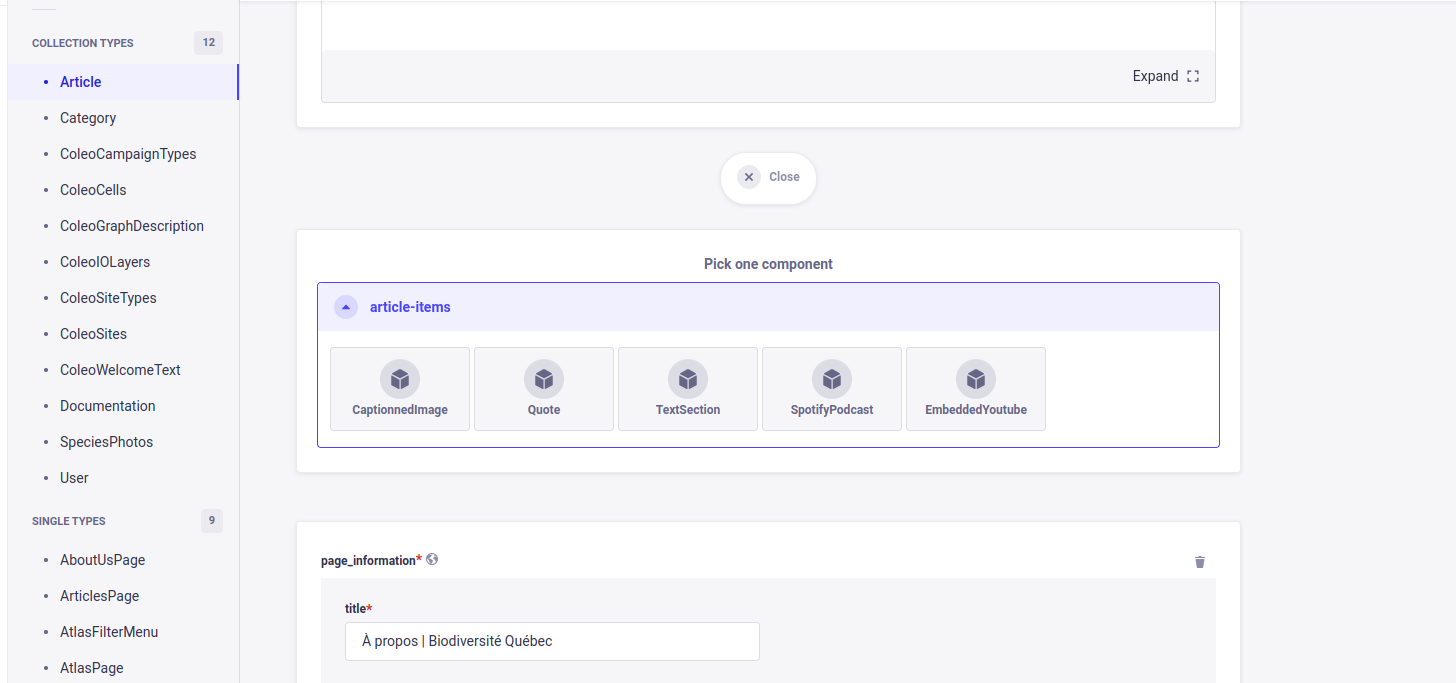 COLLECTION TYPES 12
Article
Category
ColeoCampaignTypes
ColeoCells
ColeoGraphDescription
ColeoIOLayers
ColeoSiteTypes
ColeoSites
ColeoWelcomeText
Documentation
SpeciesPhotos
User
SINGLE TYPES 9
AboutUsPage
ArticlesPage
AtlasFilterMenu
AtlasPage
Expand
Close
Pick one component
article-items
CaptionnedImage
Quote
TextSection
SpotifyPodcast
EmbeddedYoutube
page_information*
title*
À propos | Biodiversité Québec